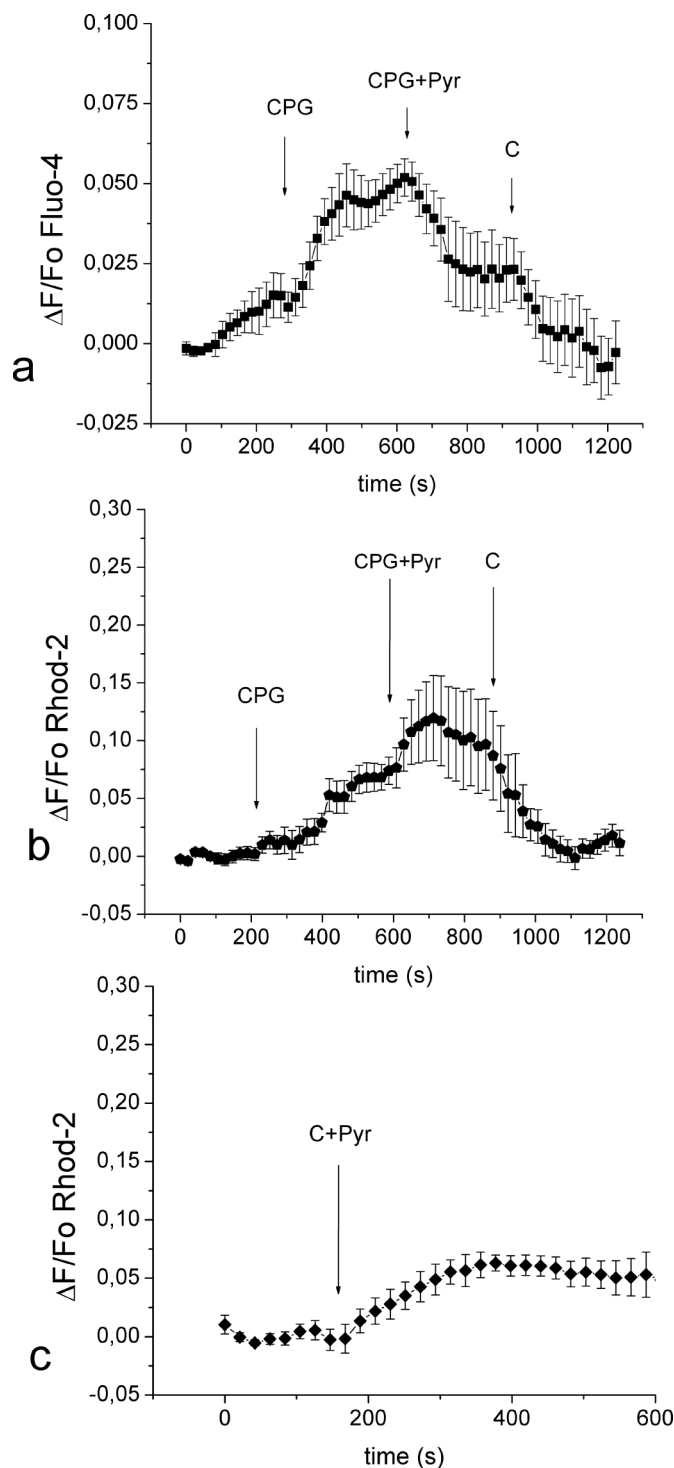 0,100
0,075
0,050
0,025
0,000
-0,025
ΔF/Fo Fluo-4
CPG
CPG+Pyr
C
0 200 400 600 800 1000 1200
time (s)
a
0,30
0,25
0,20
0,15
0,10
0,05
0,00
-0,05
ΔF/Fo Rhod-2
CPG
CPG+Pyr
C
0 200 400 600 800 1000 1200
time (s)
b
0,30
0,25
0,20
0,15
0,10
0,05
0,00
-0,05
ΔF/Fo Rhod-2
C+Pyr
0 200 400 600
time (s)
c